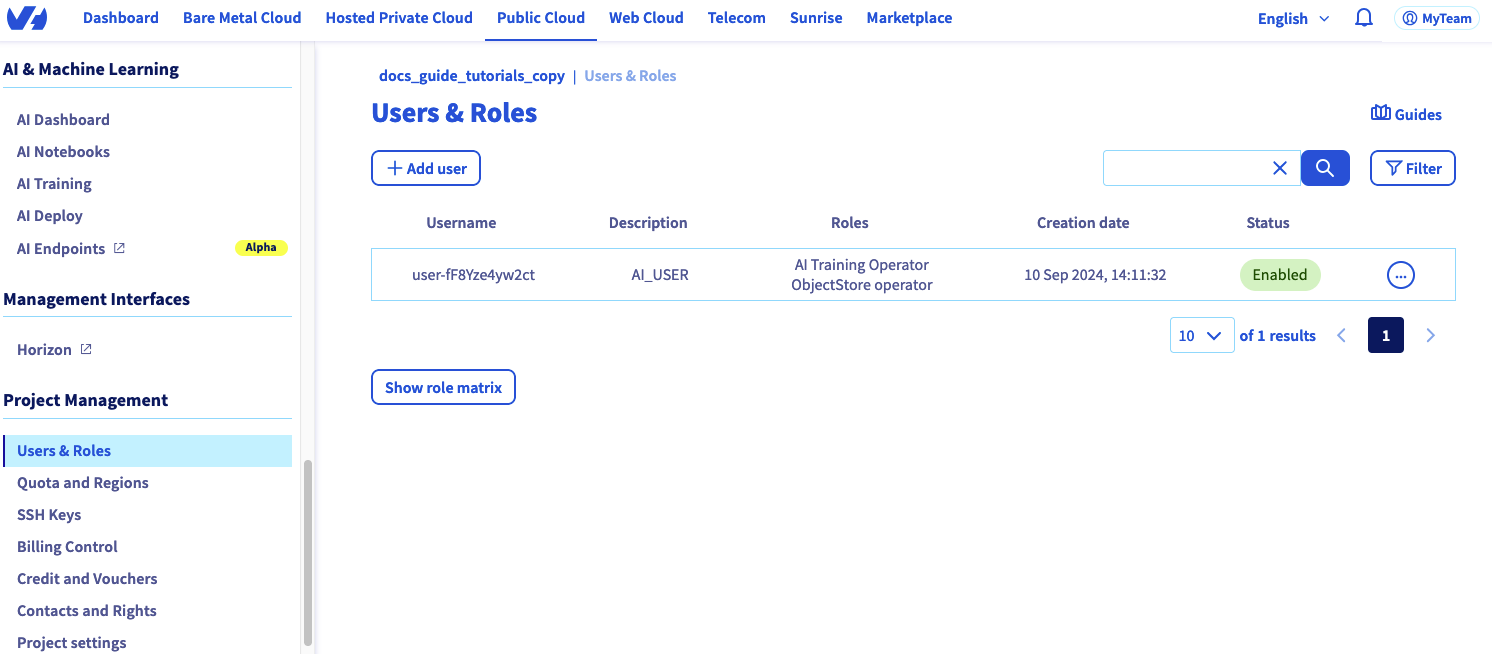 Dashboard Bare Metal Cloud Hosted Private Cloud Public Cloud Web Cloud Telecom Sunrise Marketplace English MyTeam
AI & Machine Learning
AI Dashboard
AI Notebooks
AI Training
AI Deploy
AI Endpoints Alpha
Management Interfaces
Horizon
Project Management
Users & Roles
Quota and Regions
SSH Keys
Billing Control
Credit and Vouchers
Contacts and Rights
Project settings
docs_guide_tutorials_copy | Users & Roles
Users & Roles
Guides
Add user
Filter
Username Description Roles Creation date Status
user-fF8Yze4yw2ct AI_USER AI Training Operator 10 Sep 2024, 14:11:32 Enabled
ObjectStore operator
10 of 1 results 1
Show role matrix